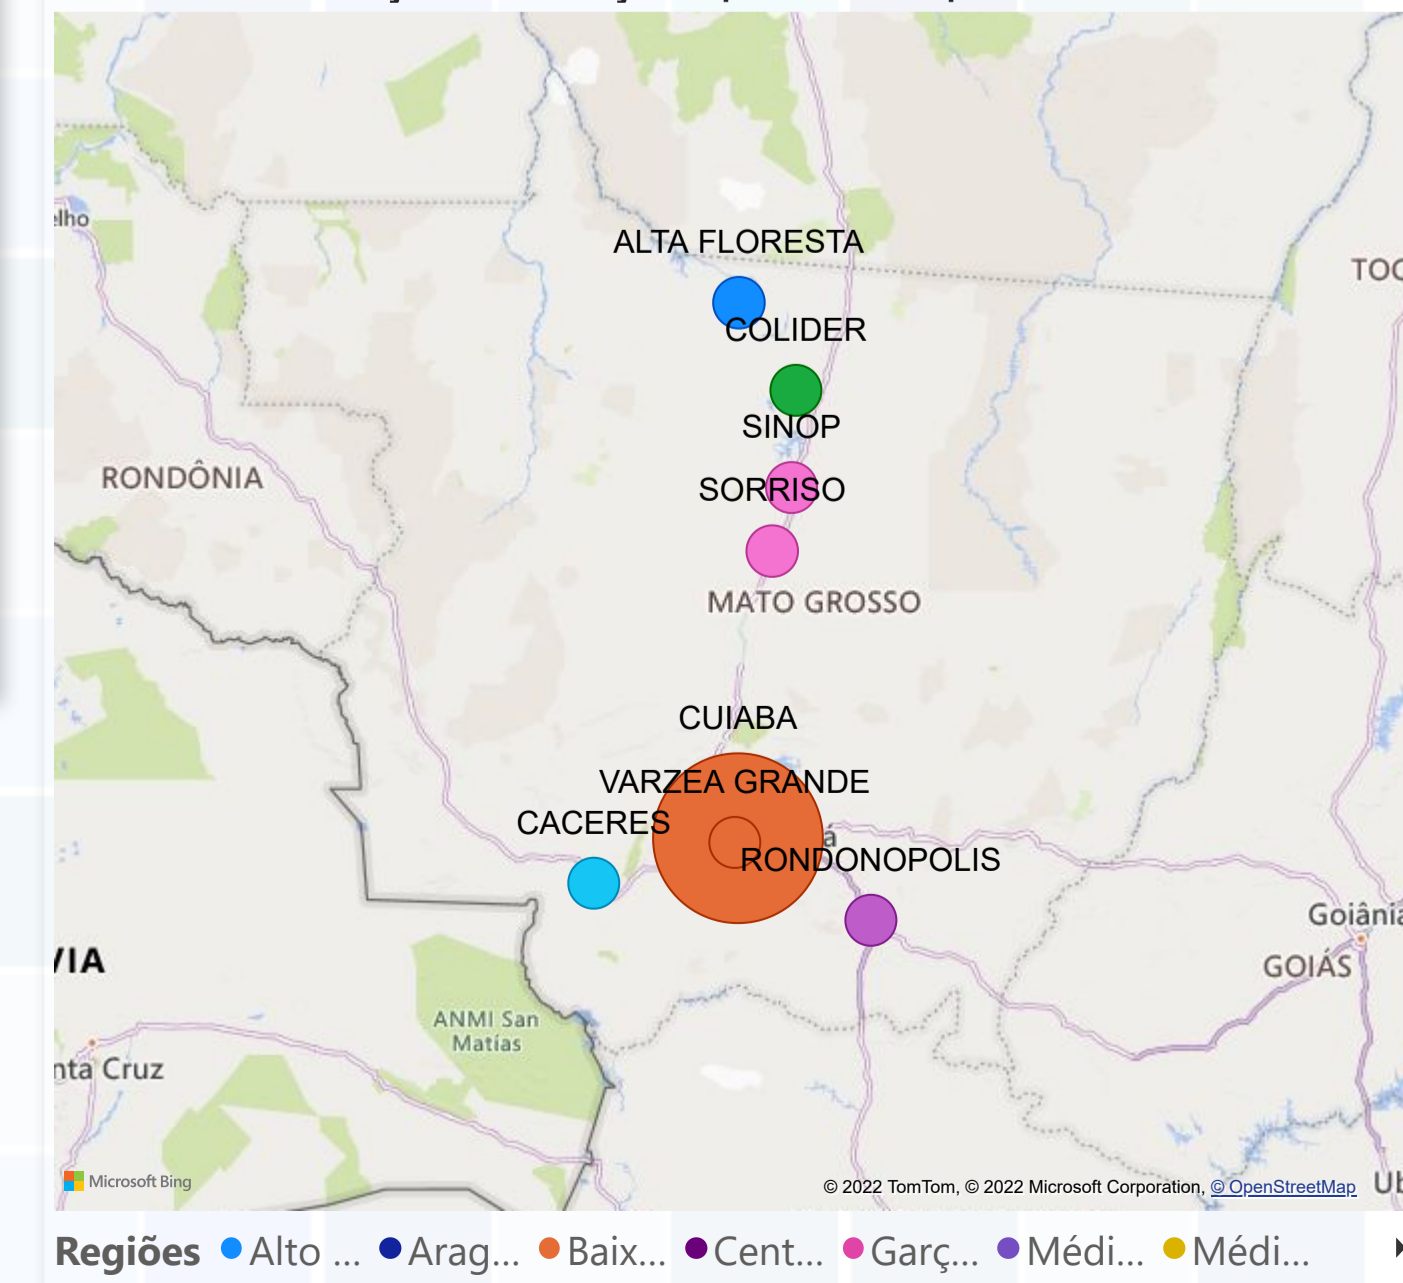 elho
ALTA FLORESTA
TOC
COLIDER
SINOP
RONDÔNIA
SORRISO
MATO GROSSO
CUIABA
VARZEA GRANDE
CACERES
á
RONDONOPOLIS
Goiânia
VIA
GOIÁS
ANMI San
Matías
nta Cruz
Microsoft Bing
© 2022 TomTom, © 2022 Microsoft Corporation, © OpenStreetMap
Ub
Regiões Alto ... Arag... Baix... Cent... Garç... Médi... Médi...